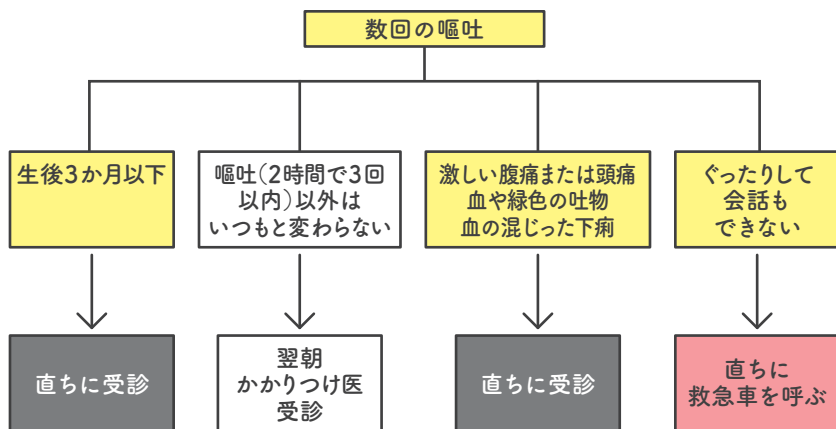 数回の嘔吐
生後3か月以下
嘔吐(2時間で3回
以内)以外は
いつもと変わらない
激しい腹痛または頭痛
血や緑色の吐物
血の混じった下痢
ぐったりして
会話も
できない
直ちに受診
翌朝
かかりつけ医
受診
直ちに受診
直ちに
救急車を呼ぶ